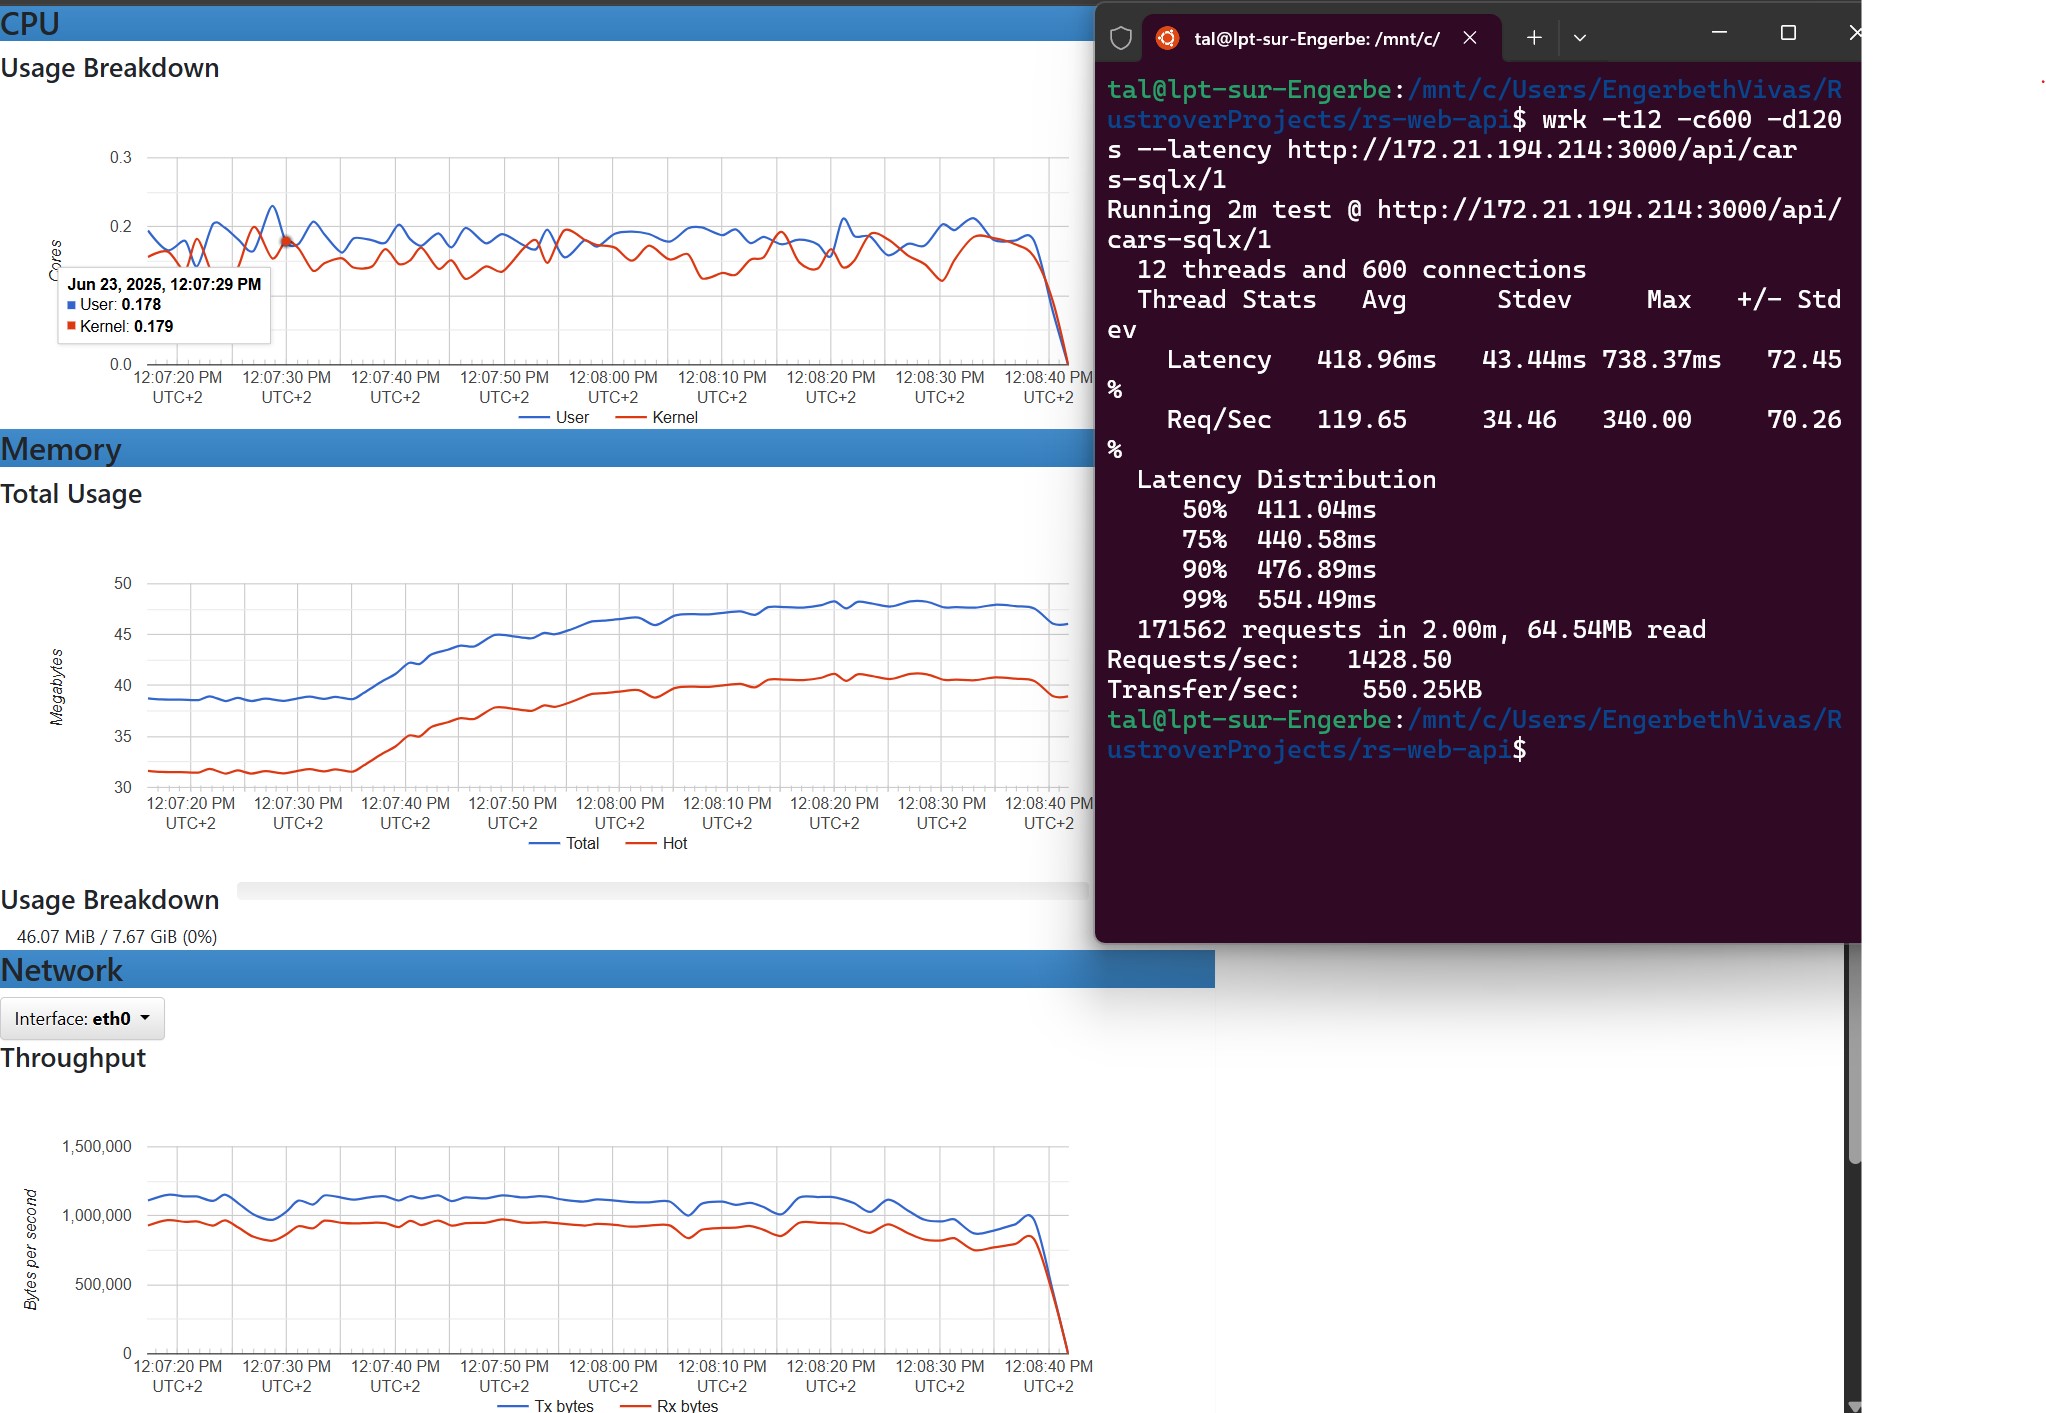 CPU
Usage Breakdown
0.3
0.2
0.0
Cores
Jun 23, 2025, 12:07:29 PM
User: 0.178
Kernel: 0.179
12:07:20 PM 12:07:30 PM 12:07:40 PM 12:07:50 PM 12:08:00 PM 12:08:10 PM 12:08:20 PM 12:08:30 PM 12:08:40 PM
UTC+2 UTC+2 UTC+2 UTC+2 UTC+2 UTC+2 UTC+2 UTC+2 UTC+2
User Kernel
Memory
Total Usage
50
45
40
35
30
Megabytes
12:07:20 PM 12:07:30 PM 12:07:40 PM 12:07:50 PM 12:08:00 PM 12:08:10 PM 12:08:20 PM 12:08:30 PM 12:08:40 PM
UTC+2 UTC+2 UTC+2 UTC+2 UTC+2 UTC+2 UTC+2 UTC+2 UTC+2
Total Hot
Usage Breakdown
46.07 MiB / 7.67 GiB (0%)
Network
Interface: eth0
Throughput
1,500,000
1,000,000
500,000
0
Bytes per second
12:07:20 PM 12:07:30 PM 12:07:40 PM 12:07:50 PM 12:08:00 PM 12:08:10 PM 12:08:20 PM 12:08:30 PM 12:08:40 PM
UTC+2 UTC+2 UTC+2 UTC+2 UTC+2 UTC+2 UTC+2 UTC+2 UTC+2
Tx bytes Rx bytes
tal@lpt-sur-Engerbe: /mnt/c/
tal@lpt-sur-Engerbe:/mnt/c/Users/EngerbethVivas/R
ustroverProjects/rs-web-api$ wrk -t12 -c600 -d120
s --latency http://172.21.194.214:3000/api/car
s-sqlx/1
Running 2m test @ http://172.21.194.214:3000/api/
cars-sqlx/1
12 threads and 600 connections
Thread Stats Avg Stdev Max +/- Std
ev
Latency 418.96ms 43.44ms 738.37ms 72.45
%
Req/Sec 119.65 34.46 340.00 70.26
%
Latency Distribution
50% 411.04ms
75% 440.58ms
90% 476.89ms
99% 554.49ms
171562 requests in 2.00m, 64.54MB read
Requests/sec: 1428.50
Transfer/sec: 550.25KB
tal@lpt-sur-Engerbe:/mnt/c/Users/EngerbethVivas/R
ustroverProjects/rs-web-api$